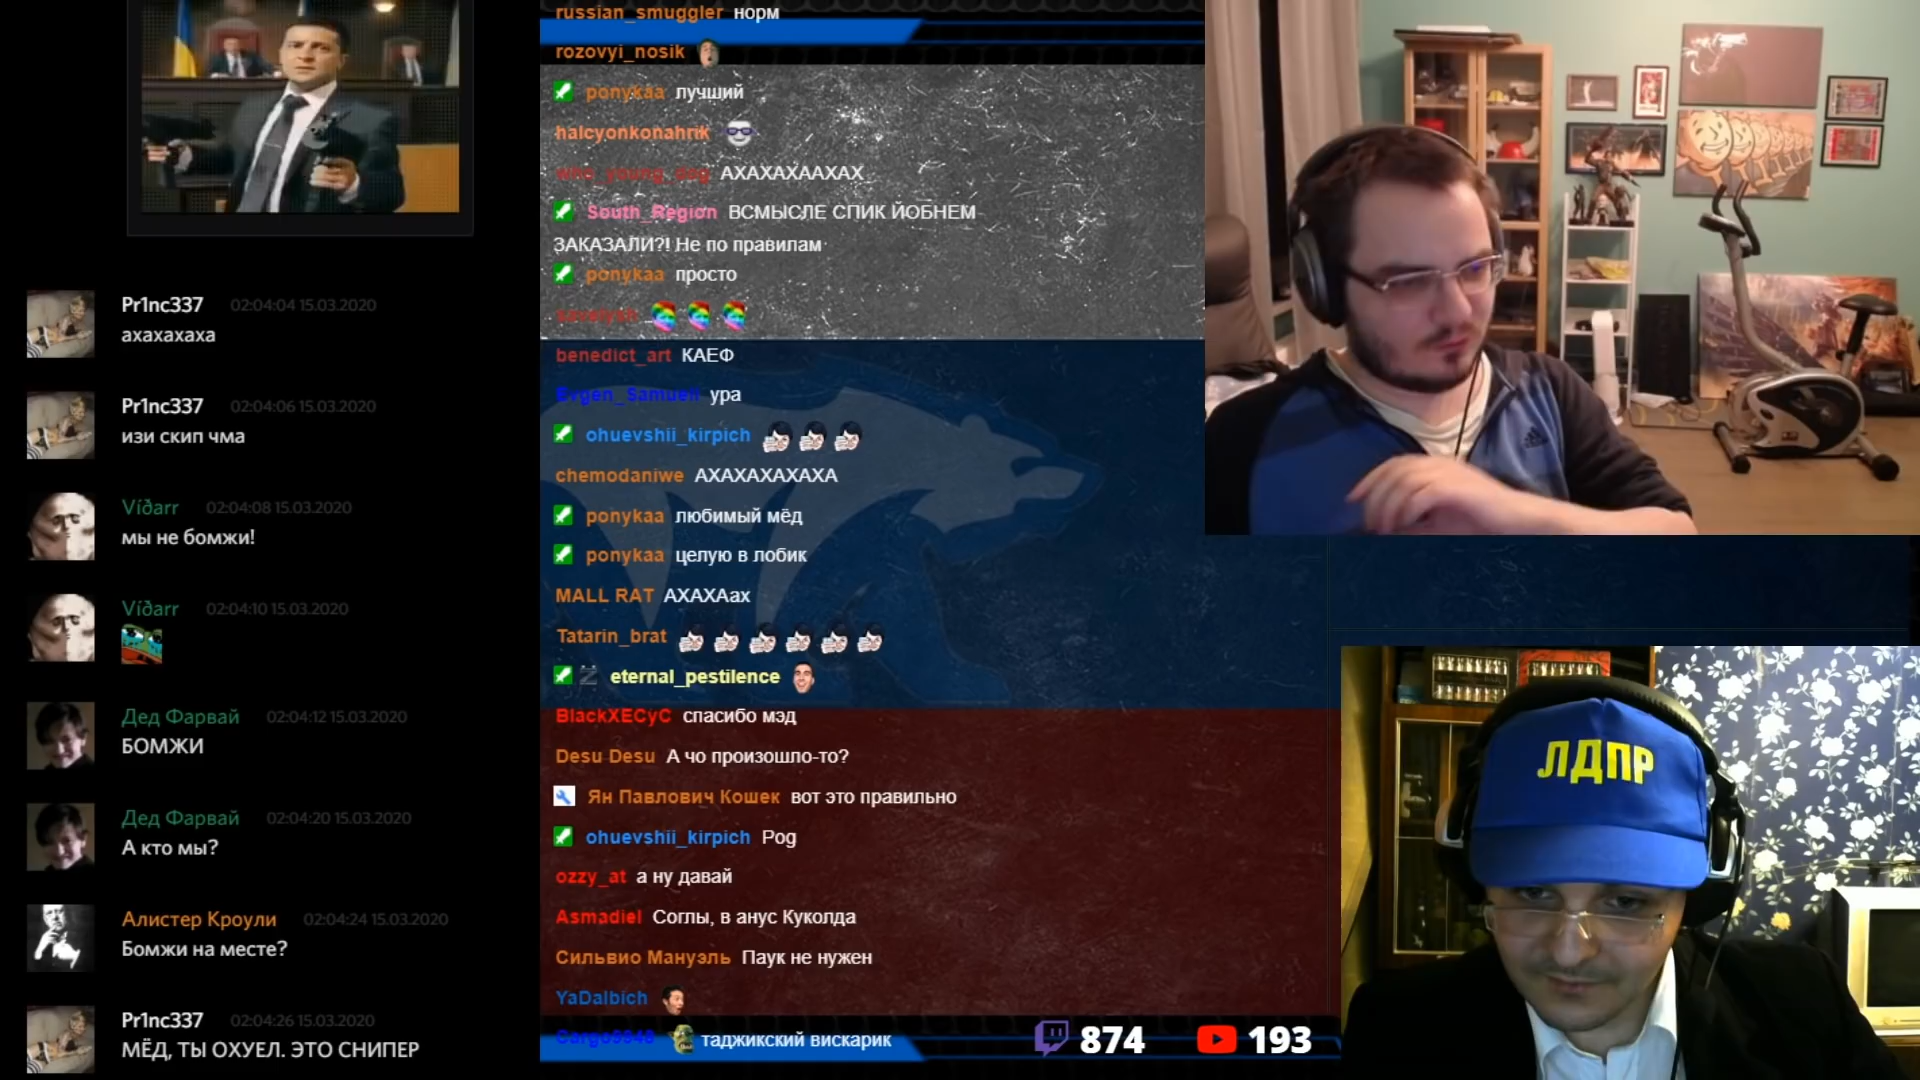 Pr1nc337 02:04:04 15.03.2020
ахахахаха
Pr1nc337 02:04:06 15.03.2020
изи скип чма
Víðarr 02:04:08 15.03.2020
мы не бомжи!
Víðarr 02:04:10 15.03.2020
Дед Фарвай 02:04:12 15.03.2020
БОМЖИ
Дед Фарвай 02:04:20 15.03.2020
А кто мы?
Алистер Кроули 02:04:24 15.03.2020
Бомжи на месте?
Pr1nc337 02:04:26 15.03.2020
МЁД, ТЫ ОХУЕЛ. ЭТО СНИПЕР
russian_smuggler норм
rozovyi_nosik
ponykaa лучший
halcyonkonahrik
АХАХАХААХАХ
South_Region ВСМЫСЛЕ СПИК ЙОБНЕМ
ЗАКАЗАЛИ?! Не по правилам
ponykaa просто
benedict_art КАЕФ
Evgen_Samuell ура
ohuevshii_kirpich
chemodaniwe АХАХАХАХАХА
ponykaa любимый мёд
ponykaa целую в лобик
MALL RAT АХАХАах
Tatarin_brat
eternal_pestilence
BlackXECyC спасибо мэд
Desu Desu А чо произошло-то?
Ян Павлович Кошек вот это правильно
ohuevshii_kirpich Pog
ozzy_at а ну давай
Asmadiel Соглы, в анус Куколда
Сильвио Мануэль Паук не нужен
YaDalbich
таджикский вискарик
874 193
ЛДПР